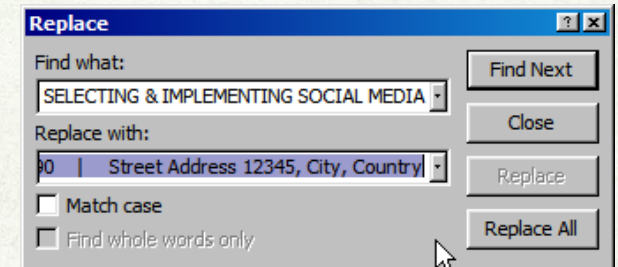 Replace
Find what:
Find Next
SELECTING & IMPLEMENTING SOCIAL MEDIA
Close
Replace with:
90 | Street Address 12345, City, Country
Replace
Match case
Find whole words only
Replace All